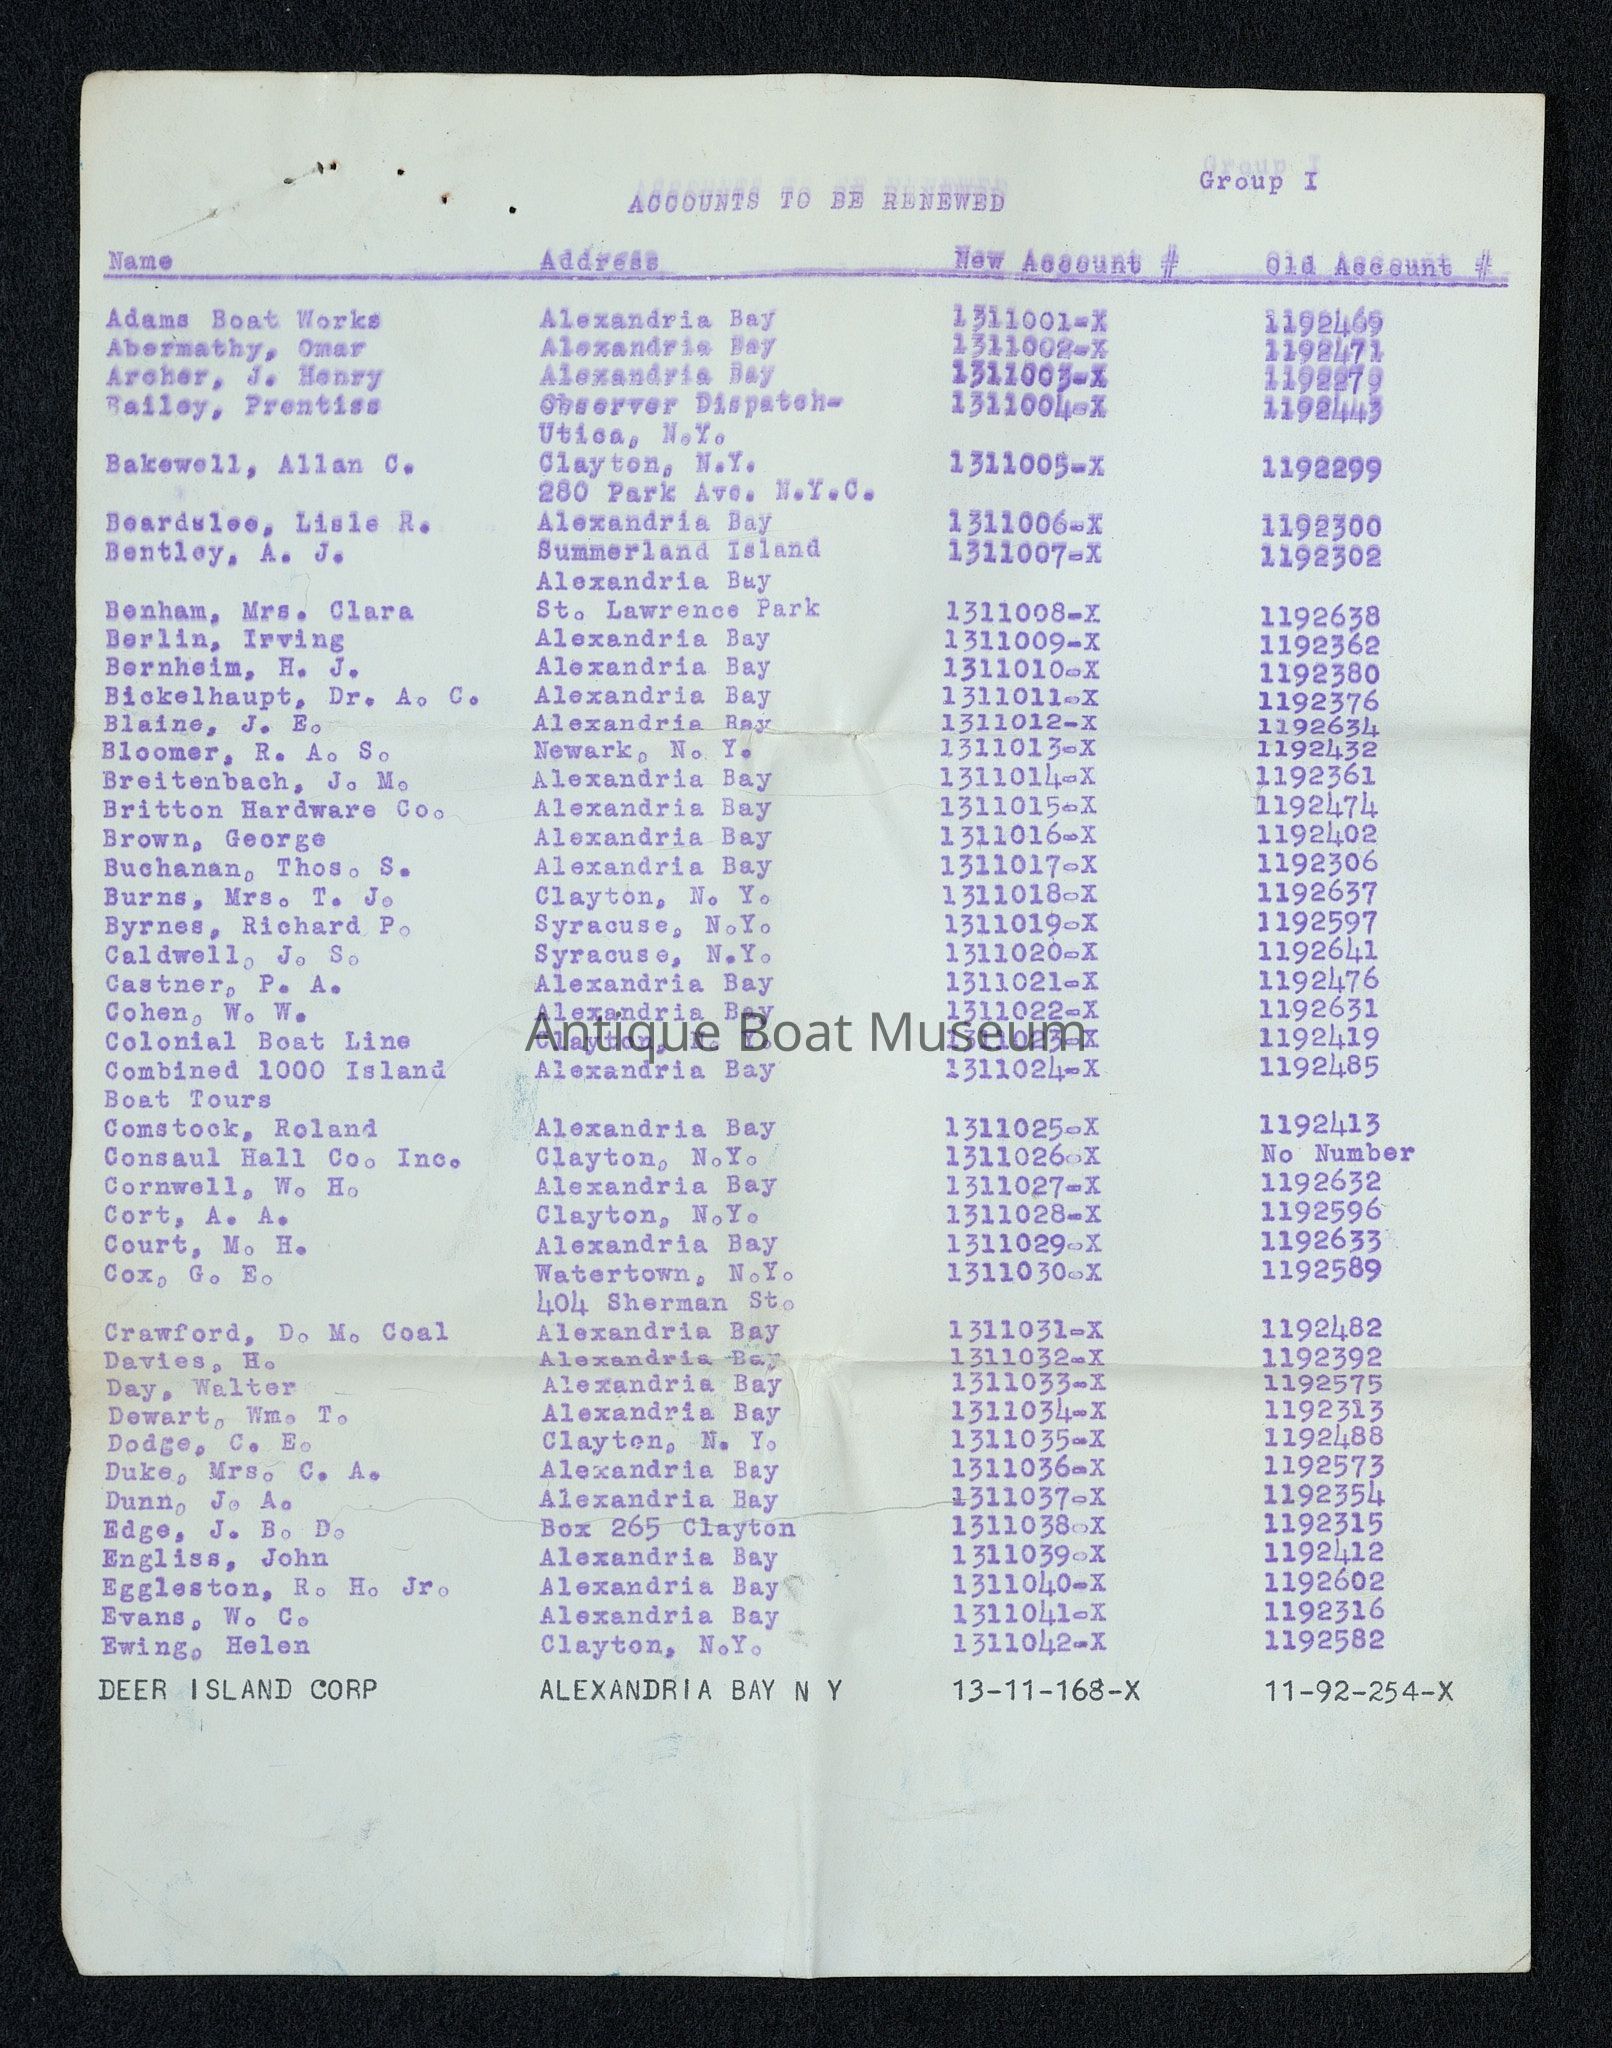 Group I
ACCOUNTS TO BE RENEWED
Name Address New Account # Old Account #
Adams Boat Works Alexandria Bay 1311001-X 1192469
Abermathy, Omar Alexandria Bay 1311002-X 1192471
Archer, J. Henry Alexandria Bay 1311003-X 1192279
Bailey, Prentiss Observer Dispatch- 1311004-X 1192443
Utica, N.Y.
Bakewell, Allan C. Clayton, N.Y. 1311005-X 1192299
280 Park Ave. N.Y.C.
Beardslee, Lisle R. Alexandria Bay 1311006-X 1192300
Bentley, A. J. Summerland Island 1311007-X 1192302
Alexandria Bay
Benham, Mrs. Clara St. Lawrence Park 1311008-X 1192638
Berlin, Irving Alexandria Bay 1311009-X 1192362
Bernheim, H. J. Alexandria Bay 1311010-X 1192380
Bickelhaupt, Dr. A. C. Alexandria Bay 1311011-X 1192376
Blaine, J. E. Alexandria Bay 1311012-X 1192634
Bloomer, R. A. S. Newark, N. Y. 1311013-X 1192432
Breitenbach, J. M. Alexandria Bay 1311014-X 1192361
Britton Hardware Co. Alexandria Bay 1311015-X 1192474
Brown, George Alexandria Bay 1311016-X 1192402
Buchanan, Thos. S. Alexandria Bay 1311017-X 1192306
Burns, Mrs. T. J. Clayton, N. Y. 1311018-X 1192637
Byrnes, Richard P. Syracuse, N.Y. 1311019-X 1192597
Caldwell, J. S. Syracuse, N.Y. 1311020-X 1192641
Castner, P. A. Alexandria Bay 1311021-X 1192476
Cohen, W. W. Alexandria Bay 1311022-X 1192631
Antique Boat Museum
Colonial Boat Line Clayton, N. Y. 1311023-X 1192419
Combined 1000 Island Alexandria Bay 1311024-X 1192485
Boat Tours
Comstock, Roland Alexandria Bay 1311025-X 1192413
Consaul Hall Co. Inc. Clayton, N.Y. 1311026-X No Number
Cornwell, W. H. Alexandria Bay 1311027-X 1192632
Cort, A. A. Clayton, N.Y. 1311028-X 1192596
Court, M. H. Alexandria Bay 1311029-X 1192633
Cox, G. E. Watertown, N.Y. 1311030-X 1192589
404 Sherman St.
Crawford, D. M. Coal Alexandria Bay 1311031-X 1192482
Davies, H. Alexandria Bay 1311032-X 1192392
Day, Walter Alexandria Bay 1311033-X 1192575
Dewart, Wm. T. Alexandria Bay 1311034-X 1192313
Dodge, C. E. Clayton, N. Y. 1311035-X 1192488
Duke, Mrs. C. A. Alexandria Bay 1311036-X 1192573
Dunn, J. A. Alexandria Bay 1311037-X 1192354
Edge, J. B. D. Box 265 Clayton 1311038-X 1192315
Engliss, John Alexandria Bay 1311039-X 1192412
Eggleston, R. H. Jr. Alexandria Bay 1311040-X 1192602
Evans, W. C. Alexandria Bay 1311041-X 1192316
Ewing, Helen Clayton, N.Y. 1311042-X 1192582
DEER ISLAND CORP ALEXANDRIA BAY N Y 13-11-168-X 11-92-254-X